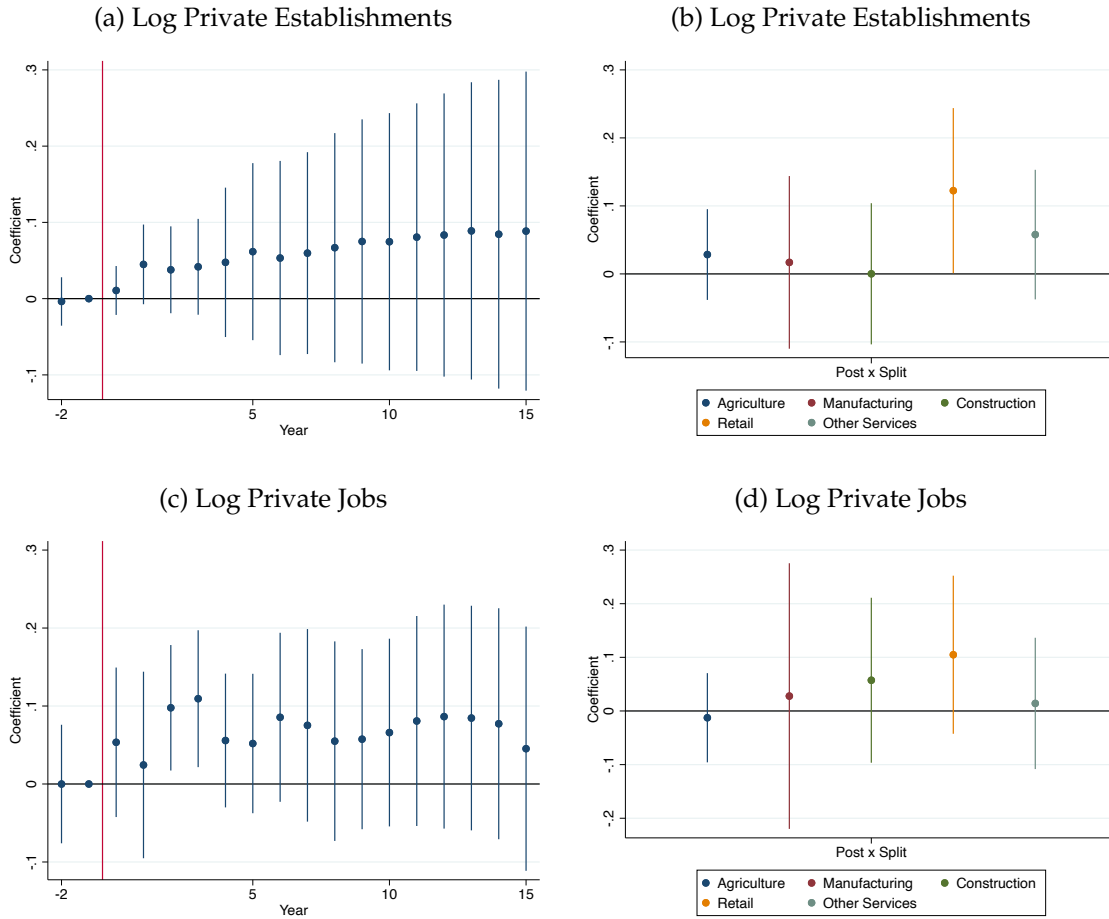 (a) Log Private Establishments
.3
.2
.1
0
-.1
Coefficient
-2
5
10
15
Year
(b) Log Private Establishments
.3
.2
.1
0
-.1
Coefficient
Post x Split
Agriculture Manufacturing Construction
Retail Other Services
(c) Log Private Jobs
.3
.2
.1
0
-.1
Coefficient
-2
5
10
15
Year
(d) Log Private Jobs
.3
.2
.1
0
-.1
-.2
Coefficient
Post x Split
Agriculture Manufacturing Construction
Retail Other Services